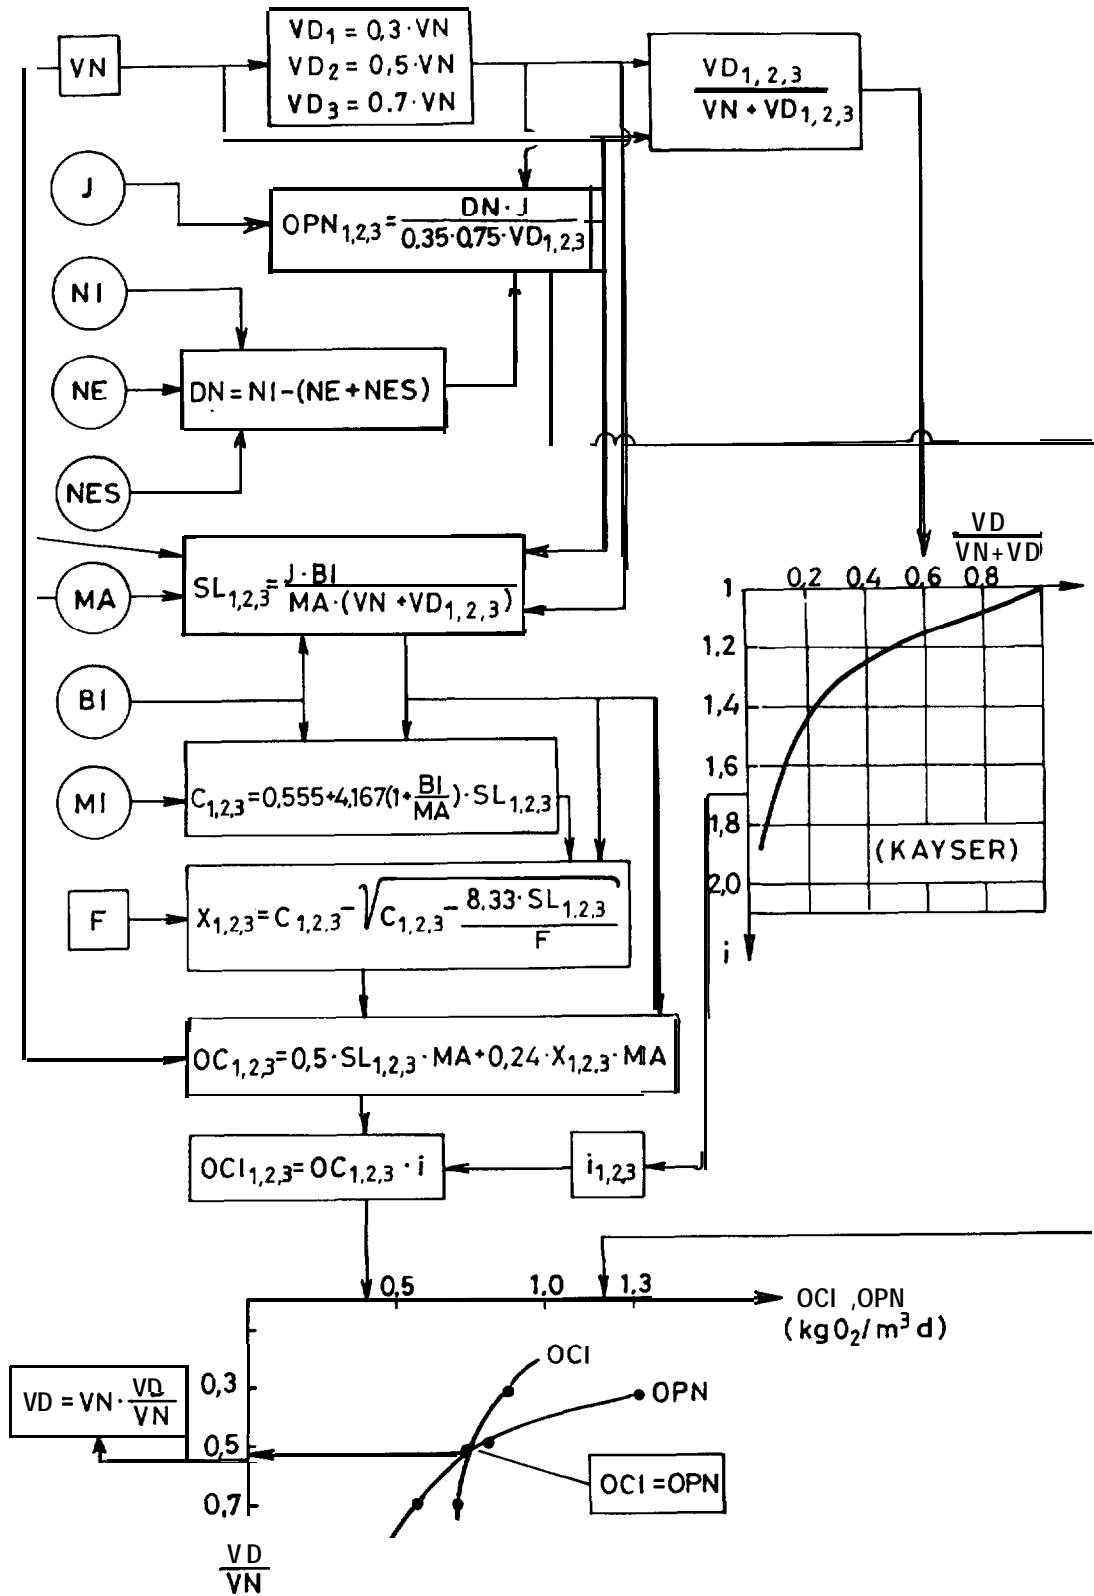 VN
VD₁ = 0,3·VN
VD₂ = 0,5·VN
VD₃ = 0.7·VN
VD₁,₂,₃
VN + VD₁,₂,₃
J
OPN₁,₂,₃ = DN·J
0.35·0,75·VD₁,₂,₃
NI
NE
DN = NI-(NE+NES)
NES
MA
SL₁,₂,₃ = J·BI
MA·(VN+VD₁,₂,₃)
BI
MI
C₁,₂,₃ = 0,555+4,167(1+BI/MA)·SL₁,₂,₃
F
X₁,₂,₃ = C₁,₂,₃ - √C₁,₂,₃ - 8.33·SL₁,₂,₃
F
OC₁,₂,₃ = 0,5·SL₁,₂,₃·MA+0,24·X₁,₂,₃·MA
OCI₁,₂,₃ = OC₁,₂,₃·i
i₁,₂,₃
VD
VN+VD
0,2 0,4 0,6 0,8
1
1,2
1,4
1,6
1,8
2,0
(KAYSER)
i
0,5 1.0 1.3
OCI ,OPN
(kgO₂/m³d)
OCI
OPN
0,3
0,5
0,7
VD = VN·VD/VN
OCI=OPN
VD
VN